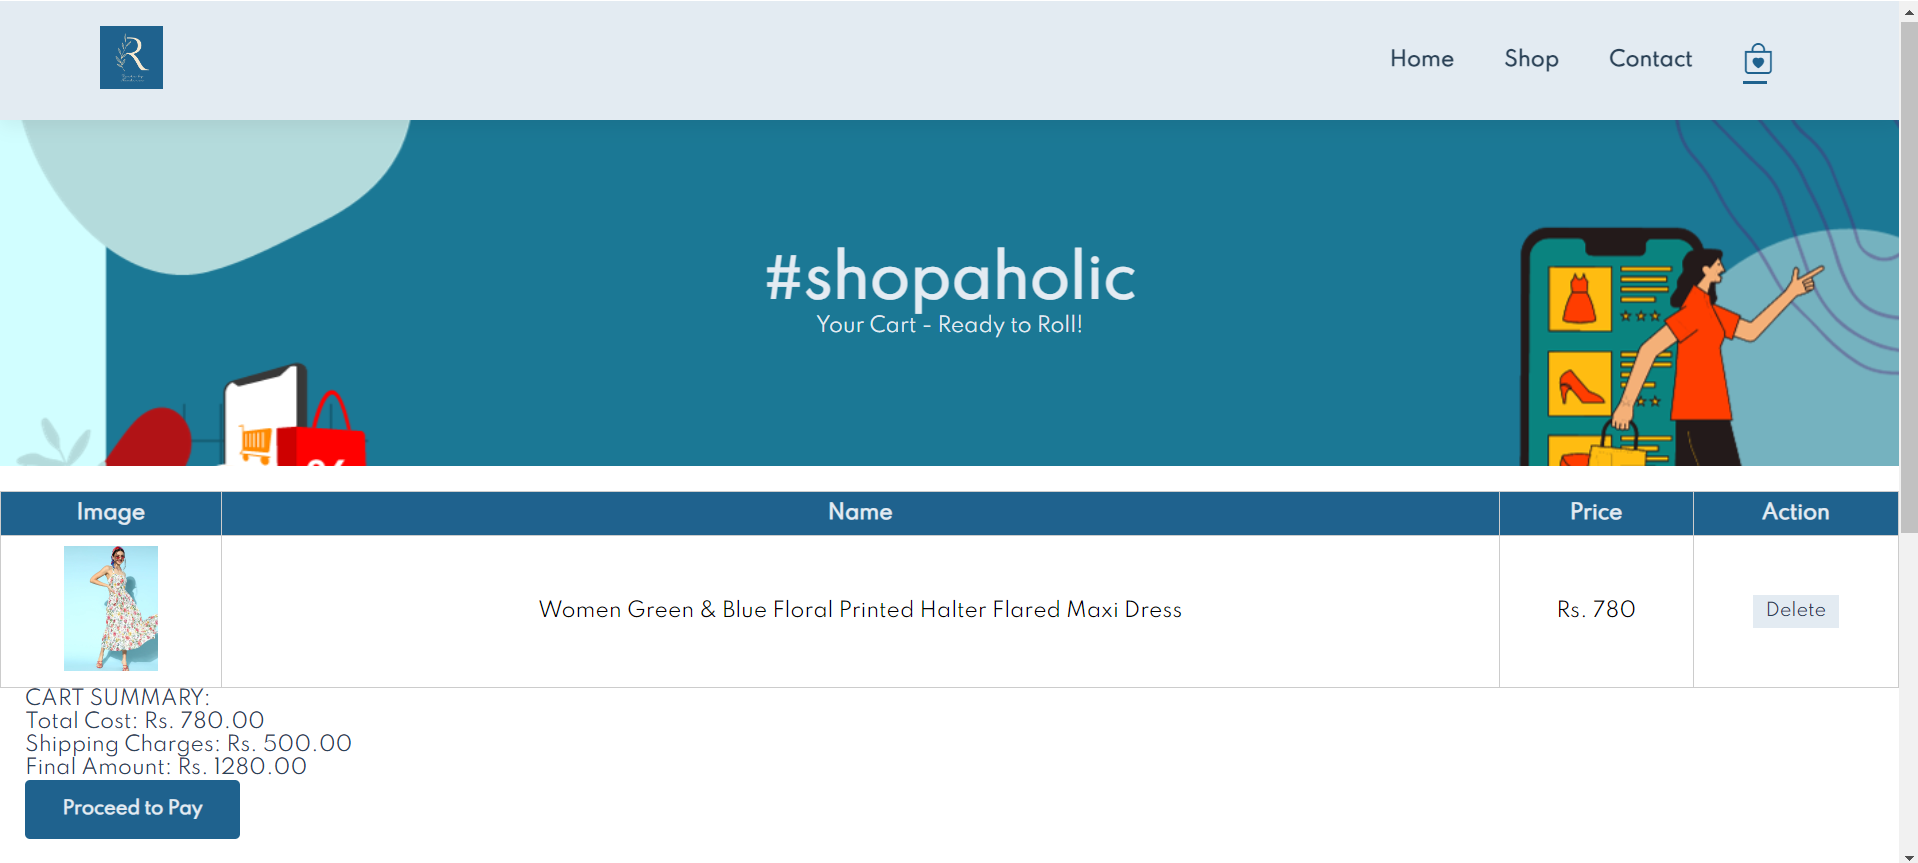 R
Home Shop Contact
#shopaholic
Your Cart - Ready to Roll!
Image Name Price Action
Women Green & Blue Floral Printed Halter Flared Maxi Dress Rs. 780 Delete
CART SUMMARY:
Total Cost: Rs. 780.00
Shipping Charges: Rs. 500.00
Final Amount: Rs. 1280.00
Proceed to Pay